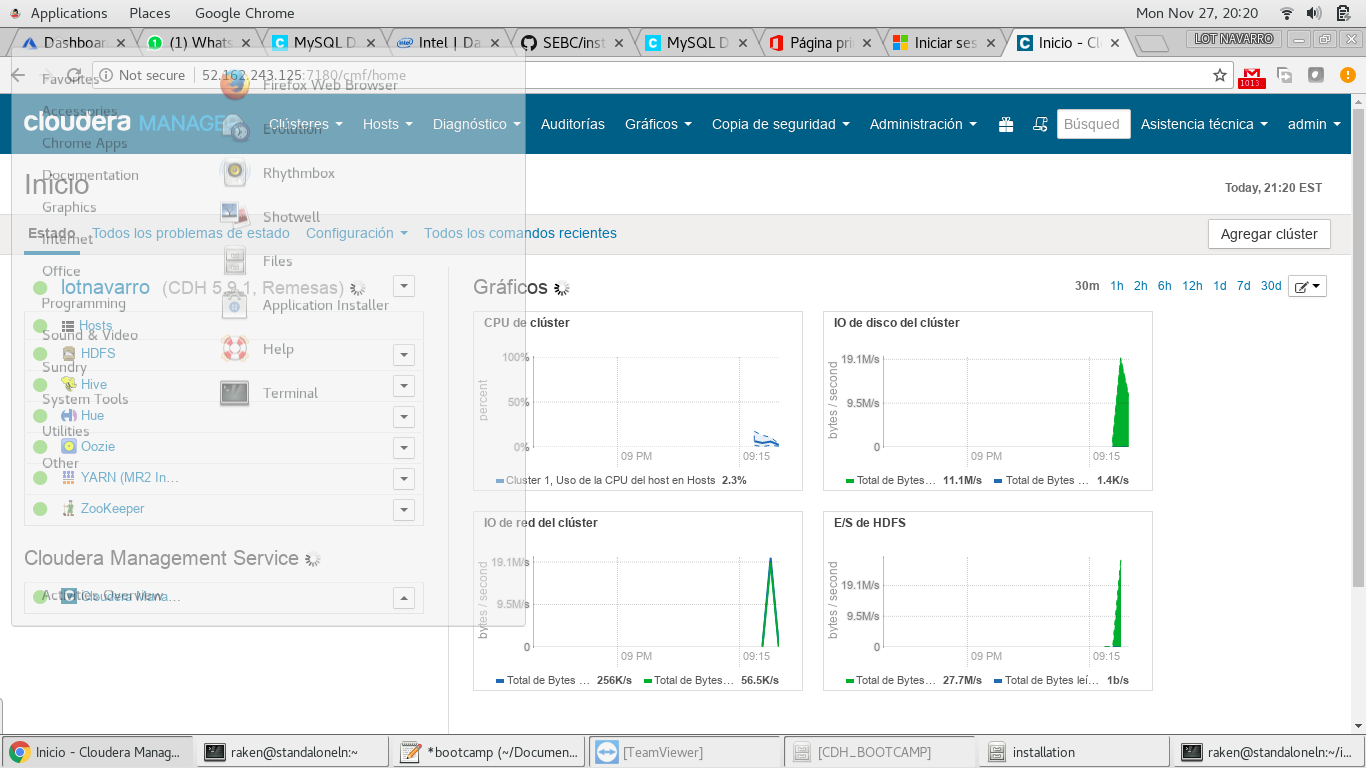 Applications Places Google Chrome Mon Nov 27, 20:20
Dashboar (1) Whats MySQL D Intel | Da SEBC/inst MySQL D Página pri Iniciar ses Inicio - Cl LOT NAVARRO
Not secure 52.162.243.125:7180/cmf/home 1013
Favorites
Accessories
Chrome Apps
Documentation
Graphics
Internet
Office
Programming
Sound & Video
Sundry
System Tools
Utilities
Other
Activities Overview
Firefox Web Browser
Evolution
Rhythmbox
Shotwell
Files
Application Installer
Help
Terminal
cloudera MANAGER Clústeres Hosts Diagnóstico Auditorías Gráficos Copia de seguridad Administración Búsqued Asistencia técnica admin
Inicio
Today, 21:20 EST
Estado Todos los problemas de estado Configuración Todos los comandos recientes Agregar clúster
lotnavarro (CDH 5.9.1, Remesas)
Hosts
HDFS
Hive
Hue
Oozie
YARN (MR2 In…
ZooKeeper
Cloudera Management Service
Cloudera Mana…
Gráficos 30m 1h 2h 6h 12h 1d 7d 30d
CPU de clúster
percent
100%
50%
0%
09 PM 09:15
Cluster 1, Uso de la CPU del host en Hosts 2.3%
IO de disco del clúster
bytes / second
19.1M/s
9.5M/s
0
09 PM 09:15
Total de Bytes… 11.1M/s Total de Bytes … 1.4K/s
IO de red del clúster
bytes / second
19.1M/s
9.5M/s
0
09 PM 09:15
Total de Bytes … 256K/s Total de Bytes… 56.5K/s
E/S de HDFS
bytes / second
19.1M/s
9.5M/s
0
09 PM 09:15
Total de Bytes… 27.7M/s Total de Bytes leí… 1b/s
Inicio - Cloudera Manag... raken@standaloneln:~ *bootcamp (~/Documen... [TeamViewer] [CDH_BOOTCAMP] installation raken@standaloneln:~/i...